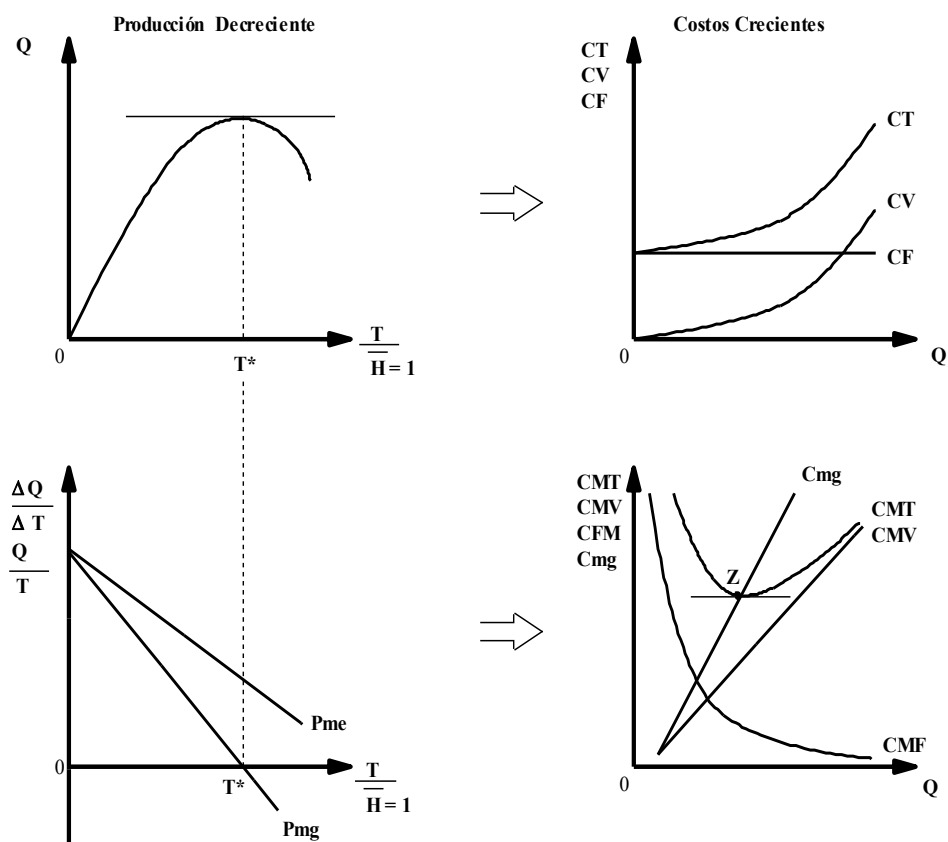 Producción Decreciente
Q
0
T*
T
H = 1
Costos Crecientes
CT
CV
CF
CT
CV
CF
0
Q
ΔQ
ΔT
Q
T
Pme
0
T*
Pmg
T
H = 1
CMT
CMV
CFM
Cmg
Cmg
CMT
CMV
Z
CMF
0
Q